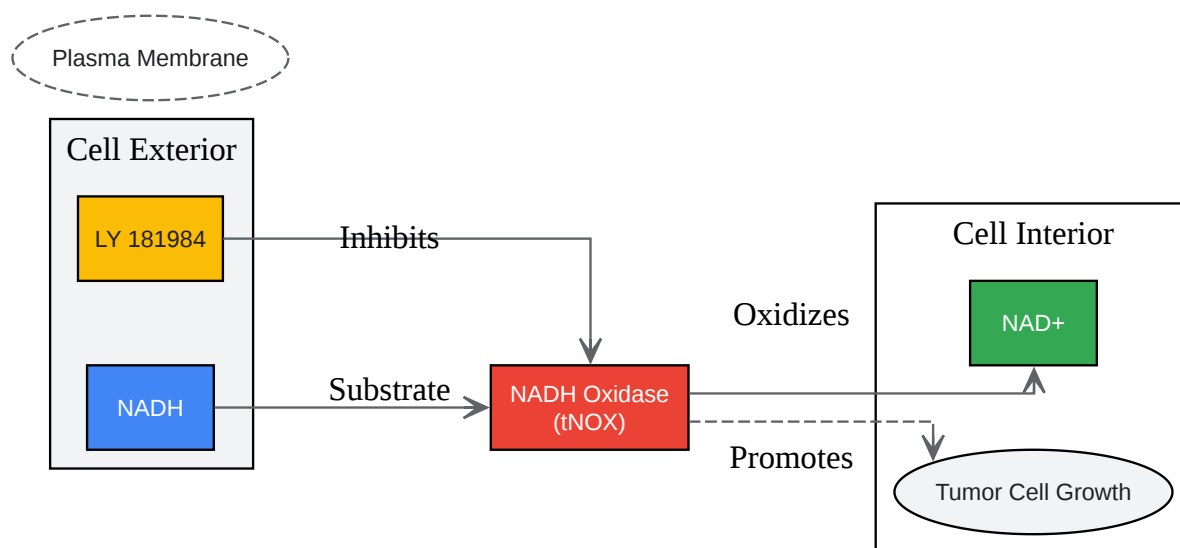 Plasma Membrane
Cell Exterior
LY 181984
Inhibits
Cell Interior
Oxidizes
NAD+
NADH
Substrate
NADH Oxidase
(tNOX)
Promotes
Tumor Cell Growth